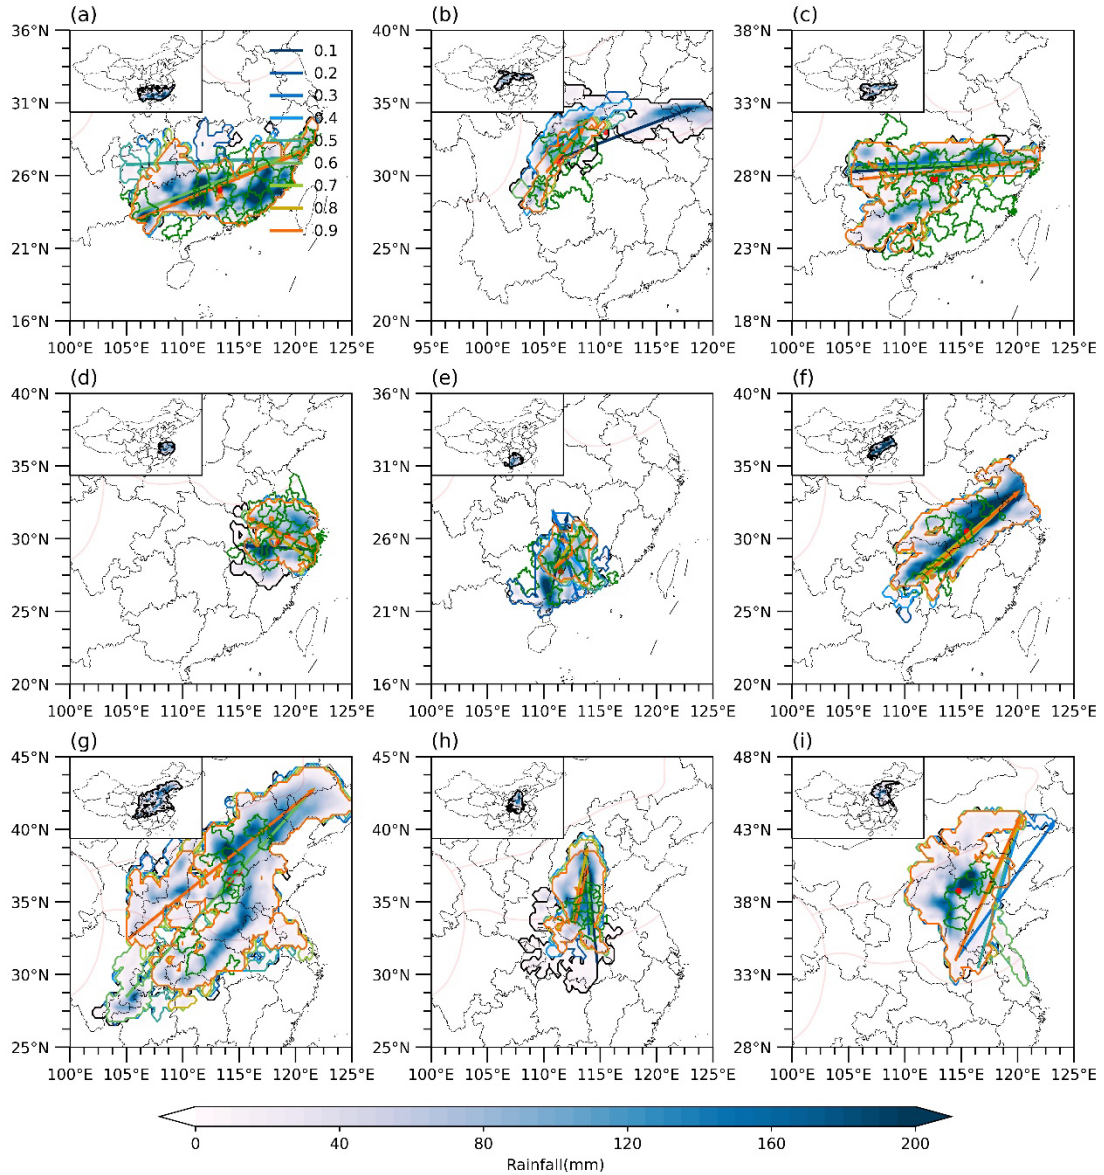 (a)
(b)
(c)
36°N
31°N
26°N
21°N
16°N
100°E 105°E 110°E 115°E 120°E 125°E
0.1
0.2
0.3
0.4
0.5
0.6
0.7
0.8
0.9
40°N
35°N
30°N
25°N
20°N
95°E 100°E 105°E 110°E 115°E 120°E
38°N
33°N
28°N
23°N
18°N
100°E 105°E 110°E 115°E 120°E 125°E
(d)
(e)
(f)
40°N
35°N
30°N
25°N
20°N
100°E 105°E 110°E 115°E 120°E 125°E
36°N
31°N
26°N
21°N
16°N
100°E 105°E 110°E 115°E 120°E 125°E
40°N
35°N
30°N
25°N
20°N
100°E 105°E 110°E 115°E 120°E 125°E
(g)
(h)
(i)
45°N
40°N
35°N
30°N
25°N
100°E 105°E 110°E 115°E 120°E 125°E
45°N
40°N
35°N
30°N
25°N
100°E 105°E 110°E 115°E 120°E 125°E
48°N
43°N
38°N
33°N
28°N
100°E 105°E 110°E 115°E 120°E 125°E
0 40 80 120 160 200
Rainfall(mm)